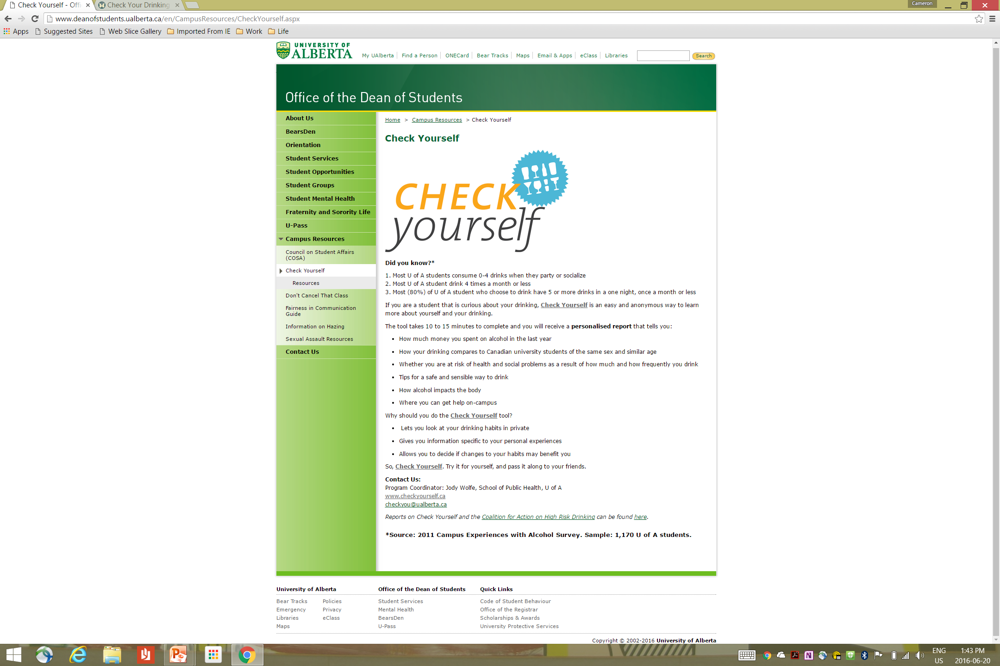 Check Yourself - Offi
Check Your Drinking
Cameron
www.deanofstudents.ualberta.ca/en/CampusResources/CheckYourself.aspx
Apps Suggested Sites Web Slice Gallery Imported From IE Work Life
UNIVERSITY OF
ALBERTA
My UAlberta Find a Person ONECard Bear Tracks Maps Email & Apps eClass Libraries Search
Office of the Dean of Students
About Us
BearsDen
Orientation
Student Services
Student Opportunities
Student Groups
Student Mental Health
Fraternity and Sorority Life
U-Pass
Campus Resources
Council on Student Affairs
(COSA)
Check Yourself
Resources
Don't Cancel That Class
Fairness in Communication
Guide
Information on Hazing
Sexual Assault Resources
Contact Us
Home > Campus Resources > Check Yourself
Check Yourself
CHECK
yourself
Did you know?*
1. Most U of A students consume 0-4 drinks when they party or socialize
2. Most U of A student drink 4 times a month or less
3. Most (80%) of U of A student who choose to drink have 5 or more drinks in a one night, once a month or less
If you are a student that is curious about your drinking, Check Yourself is an easy and anonymous way to learn
more about yourself and your drinking.
The tool takes 10 to 15 minutes to complete and you will receive a personalised report that tells you:
• How much money you spent on alcohol in the last year
• How your drinking compares to Canadian university students of the same sex and similar age
• Whether you are at risk of health and social problems as a result of how much and how frequently you drink
• Tips for a safe and sensible way to drink
• How alcohol impacts the body
• Where you can get help on-campus
Why should you do the Check Yourself tool?
• Lets you look at your drinking habits in private
• Gives you information specific to your personal experiences
• Allows you to decide if changes to your habits may benefit you
So, Check Yourself. Try it for yourself, and pass it along to your friends.
Contact Us:
Program Coordinator: Jody Wolfe, School of Public Health, U of A
www.checkyourself.ca
checkyou@ualberta.ca
Reports on Check Yourself and the Coalition for Action on High Risk Drinking can be found here.
*Source: 2011 Campus Experiences with Alcohol Survey. Sample: 1,170 U of A students.
University of Alberta
Bear Tracks Policies
Emergency Privacy
Libraries eClass
Maps
Office of the Dean of Students
Student Services
Mental Health
BearsDen
U-Pass
Quick Links
Code of Student Behaviour
Office of the Registrar
Scholarships & Awards
University Protective Services
Copyright © 2002-2016 University of Alberta
ENG
US
1:43 PM
2016-06-20